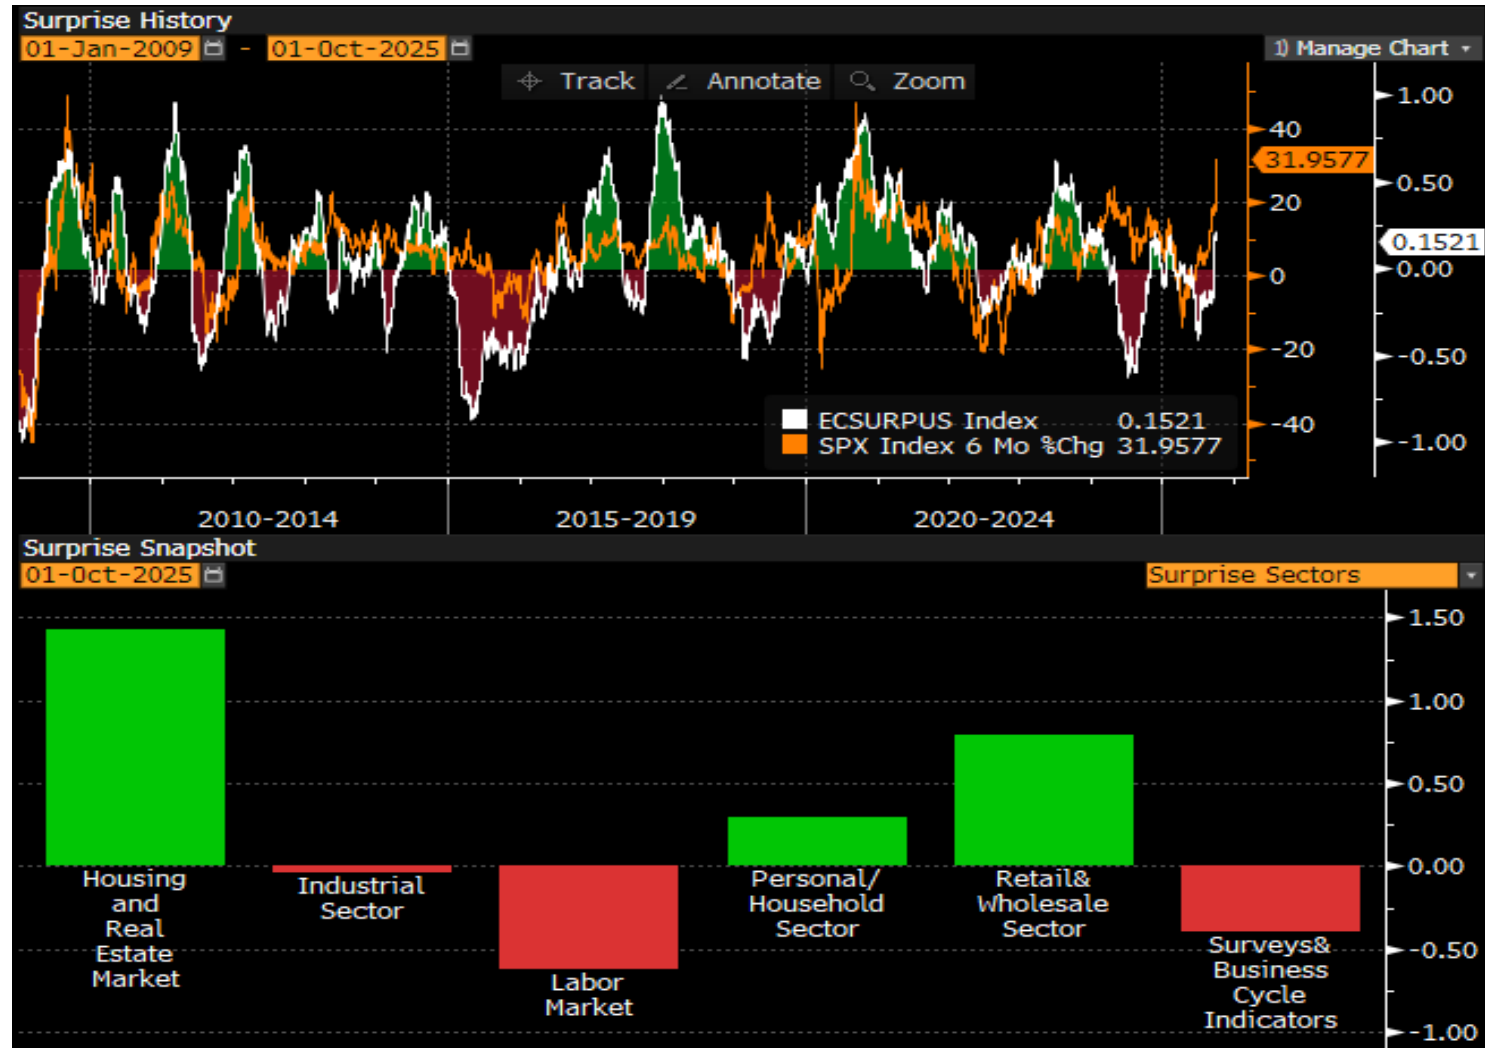 Surprise History
01-Jan-2009 - 01-Oct-2025 1) Manage Chart
Track Annotate Zoom
1.00
40
31.9577
0.50
20
0.1521
0.00
0
-20
-0.50
ECSURPUS Index 0.1521
-40
SPX Index 6 Mo %Chg 31.9577
-1.00
2010-2014 2015-2019 2020-2024
Surprise Snapshot
01-Oct-2025 Surprise Sectors
1.50
1.00
0.50
0.00
Housing
and
Real
Estate
Market
Industrial
Sector
Labor
Market
Personal/
Household
Sector
Retail&
Wholesale
Sector
Surveys&
Business
Cycle
Indicators
-0.50
-1.00